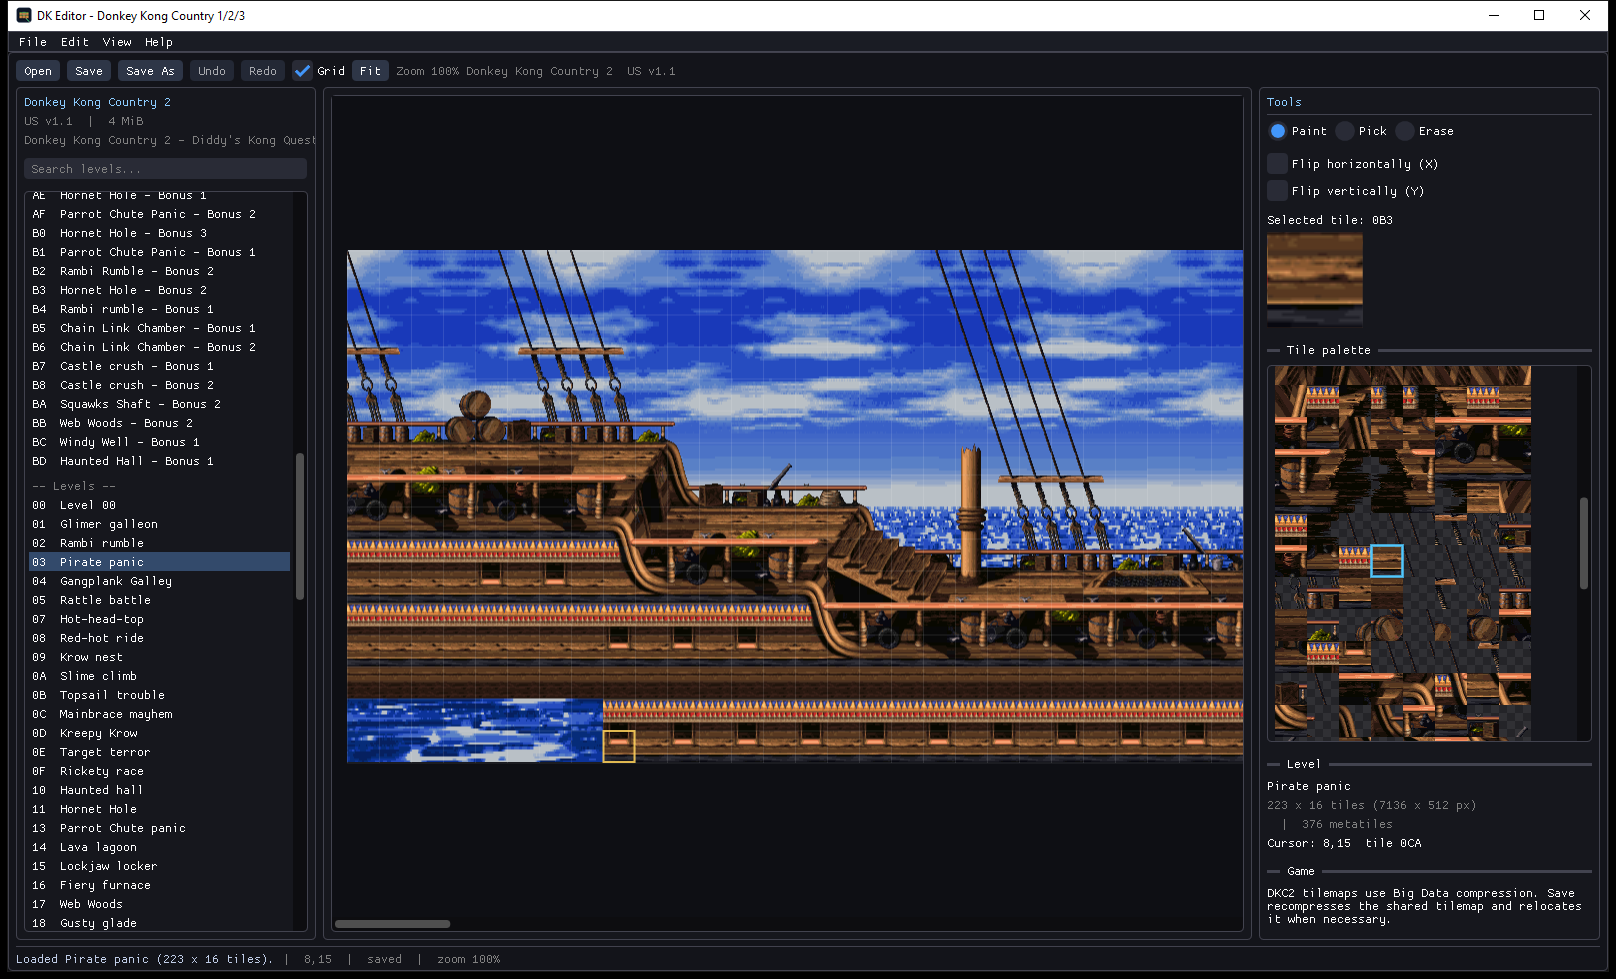 DK Editor - Donkey Kong Country 1/2/3
File Edit View Help
Open Save Save As Undo Redo Grid Fit Zoom 100% Donkey Kong Country 2 US v1.1
Donkey Kong Country 2
US v1.1 | 4 MiB
Donkey Kong Country 2 - Diddy's Kong Quest
Search levels...
AE Hornet Hole - Bonus 1
AF Parrot Chute Panic - Bonus 2
B0 Hornet Hole - Bonus 3
B1 Parrot Chute Panic - Bonus 1
B2 Rambi Rumble - Bonus 2
B3 Hornet Hole - Bonus 2
B4 Rambi rumble - Bonus 1
B5 Chain Link Chamber - Bonus 1
B6 Chain Link Chamber - Bonus 2
B7 Castle crush - Bonus 1
B8 Castle crush - Bonus 2
BA Squawks Shaft - Bonus 2
BB Web Woods - Bonus 2
BC Windy Well - Bonus 1
BD Haunted Hall - Bonus 1
-- Levels --
00 Level 00
01 Glimer galleon
02 Rambi rumble
03 Pirate panic
04 Gangplank Galley
05 Rattle battle
07 Hot-head-top
08 Red-hot ride
09 Krow nest
0A Slime climb
0B Topsail trouble
0C Mainbrace mayhem
0D Kreepy Krow
0E Target terror
0F Rickety race
10 Haunted hall
11 Hornet Hole
13 Parrot Chute panic
14 Lava lagoon
15 Lockjaw locker
16 Fiery furnace
17 Web Woods
18 Gusty glade
Tools
Paint Pick Erase
Flip horizontally (X)
Flip vertically (Y)
Selected tile: 0B3
Tile palette
Level
Pirate panic
223 x 16 tiles (7136 x 512 px)
| 376 metatiles
Cursor: 8,15 tile 0CA
Game
DKC2 tilemaps use Big Data compression. Save
recompresses the shared tilemap and relocates
it when necessary.
Loaded Pirate panic (223 x 16 tiles). | 8,15 | saved | zoom 100%